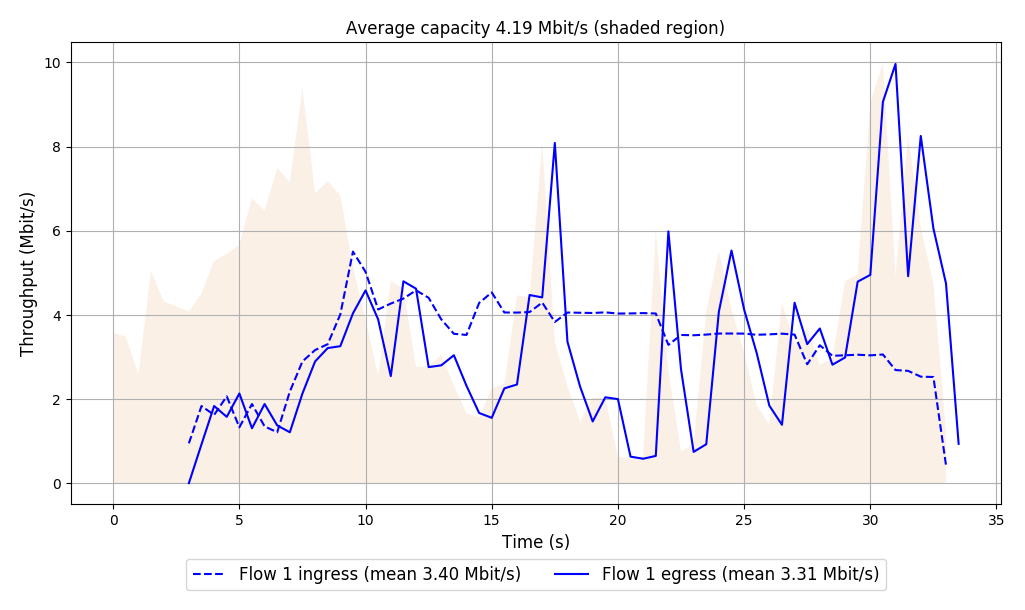 Average capacity 4.19 Mbit/s (shaded region)
Throughput (Mbit/s)
10
8
6
4
2
0
0 5 10 15 20 25 30 35
Time (s)
Flow 1 ingress (mean 3.40 Mbit/s) Flow 1 egress (mean 3.31 Mbit/s)